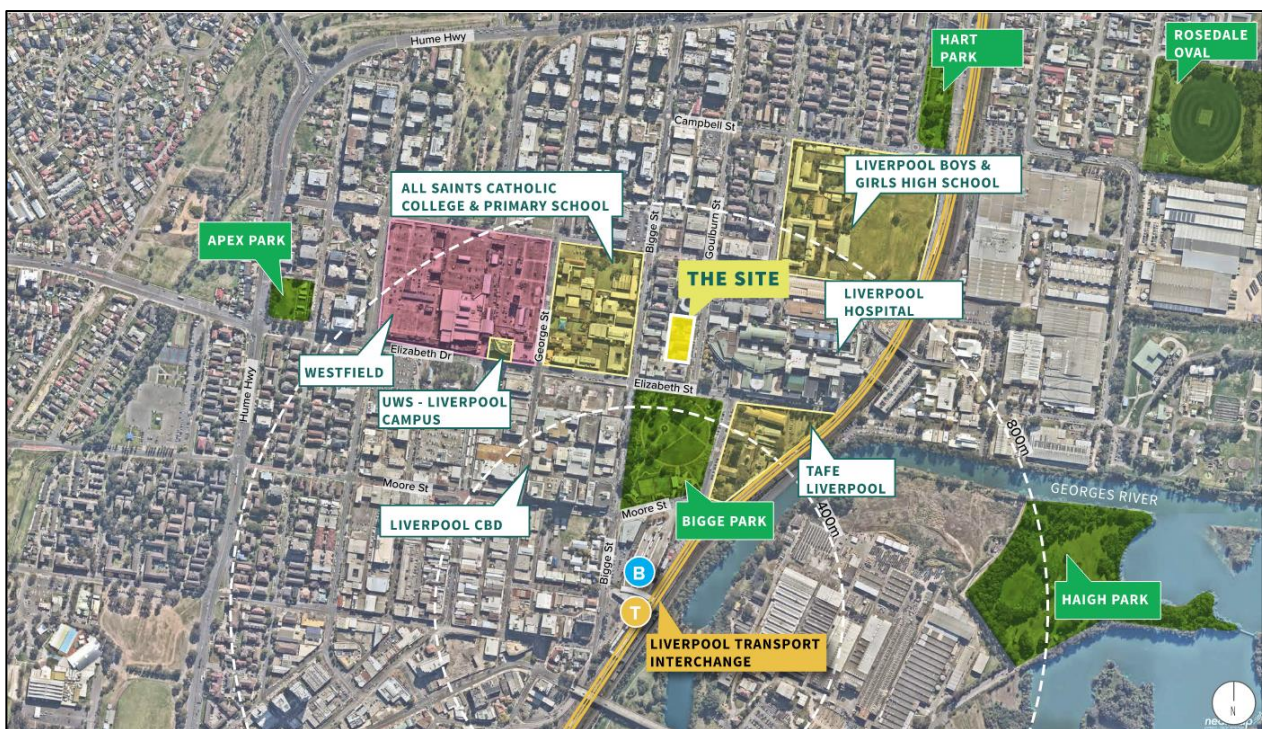 Hume Hwy
HART
PARK
ROSEDALE
OVAL
Campbell St
ALL SAINTS CATHOLIC
COLLEGE & PRIMARY SCHOOL
LIVERPOOL BOYS &
GIRLS HIGH SCHOOL
Bigge St
Goulburn St
APEX PARK
THE SITE
LIVERPOOL
HOSPITAL
George St
Elizabeth Dr
WESTFIELD
Elizabeth St
UWS - LIVERPOOL
CAMPUS
Hume Hwy
800m
Moore St
TAFE
LIVERPOOL
GEORGES RIVER
LIVERPOOL CBD
Moore St
BIGGE PARK
400m
Bigge St
B
HAIGH PARK
T
LIVERPOOL TRANSPORT
INTERCHANGE
N